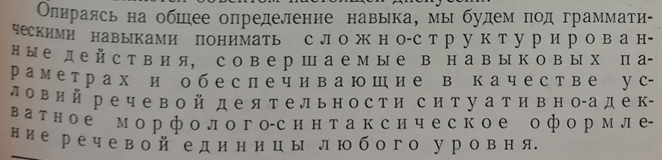 Опираясь на общее определение навыка, мы будем под граммати-
ческими навыками понимать сложно-структурирован-
ные действия, совершаемые в навыковых па-
раметрах и обеспечивающие в качестве ус-
ловий речевой деятельности ситуативно-адек-
ватное морфолого-синтаксическое оформле-
ние речевой единицы любого уровня.